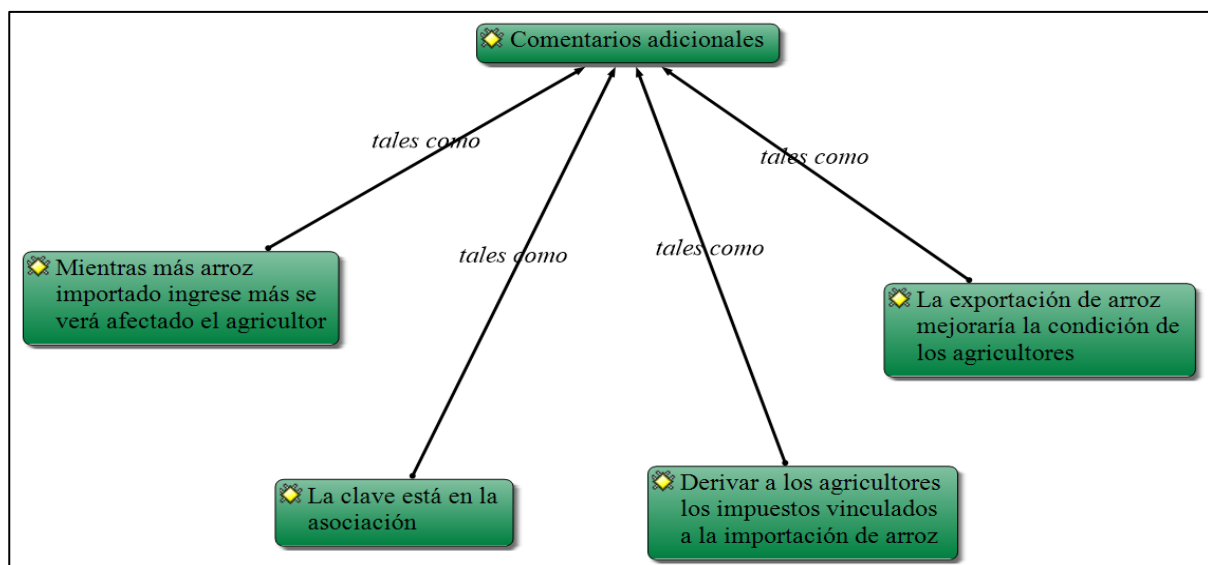 Comentarios adicionales
tales como
tales como
tales como
tales como
Mientras más arroz
importado ingrese más se
verá afectado el agricultor
La exportación de arroz
mejoraría la condición de
los agricultores
La clave está en la
asociación
Derivar a los agricultores
los impuestos vinculados
a la importación de arroz